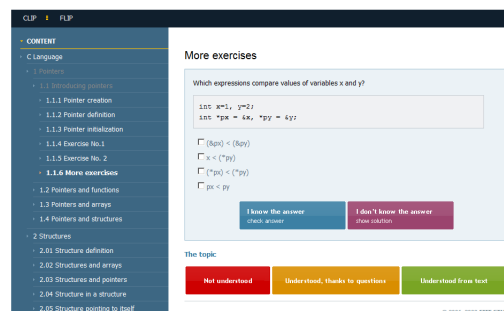 CLIP FLIP
CONTENT
C Language
1 Pointers
1.1 Introducing pointers
1.1.1 Pointer creation
1.1.2 Pointer definition
1.1.3 Pointer initialization
1.1.4 Exercise No.1
1.1.5 Exercise No. 2
1.1.6 More exercises
1.2 Pointers and functions
1.3 Pointers and arrays
1.4 Pointers and structures
2 Structures
2.01 Structure definition
2.02 Structures and arrays
2.03 Structures and pointers
2.04 Structure in a structure
2.05 Structure pointing to itself
More exercises
Which expressions compare values of variables x and y?
int x=1, y=2;
int *px = &x, *py = &y;
(&px) < (&py)
x < (*py)
(*px) < (*py)
px < py
I know the answer
check answer
I don't know the answer
show solution
The topic
Not understood
Understood, thanks to questions
Understood from text